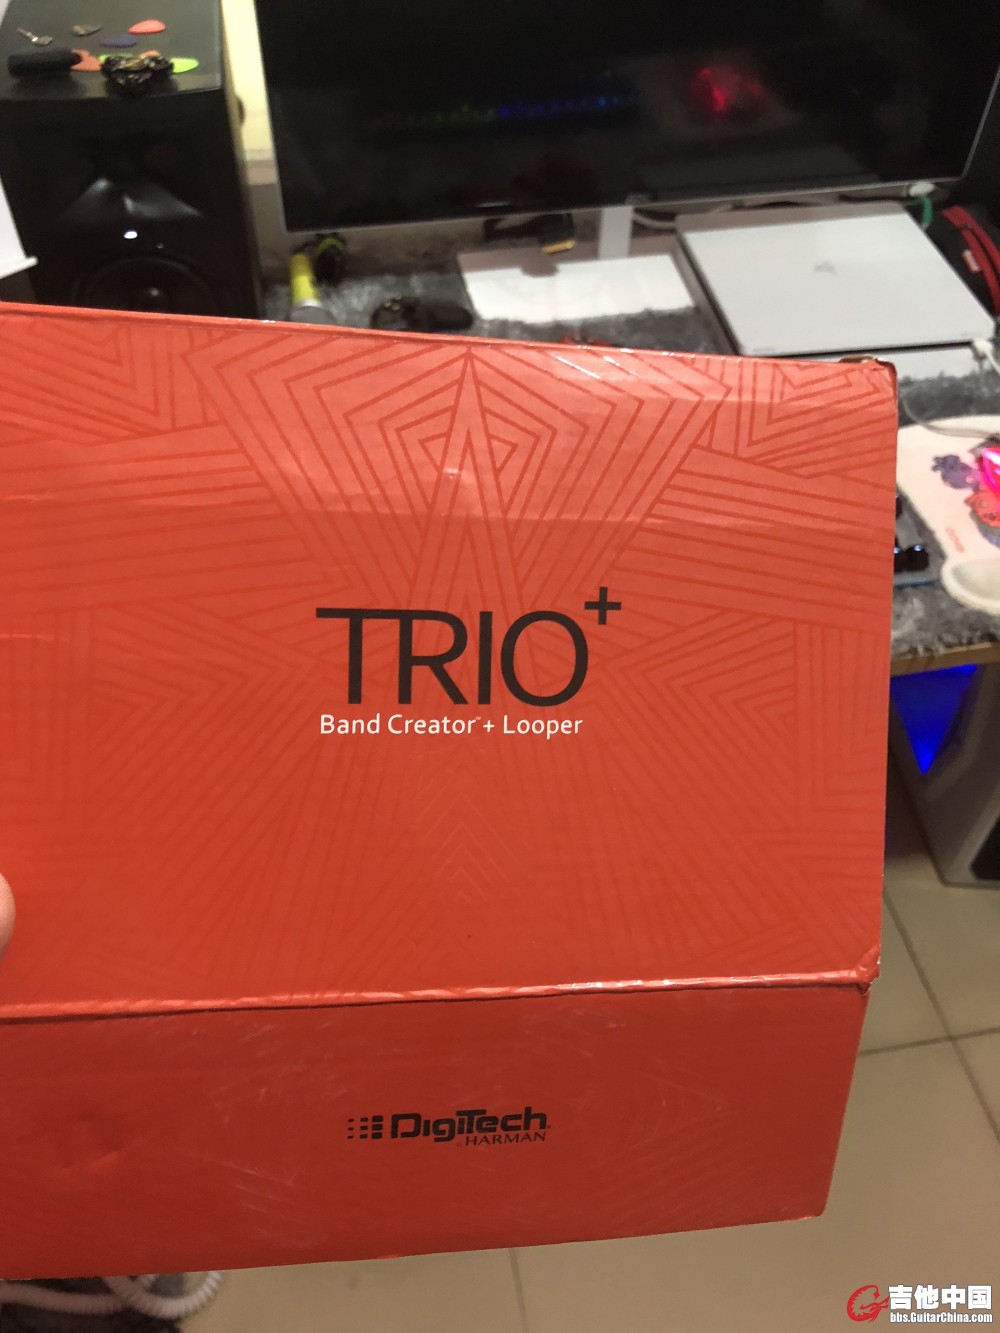 TRIO+
Band Creator™ + Looper
DigiTech
HARMAN
吉他中国
bbs.GuitarChina.com